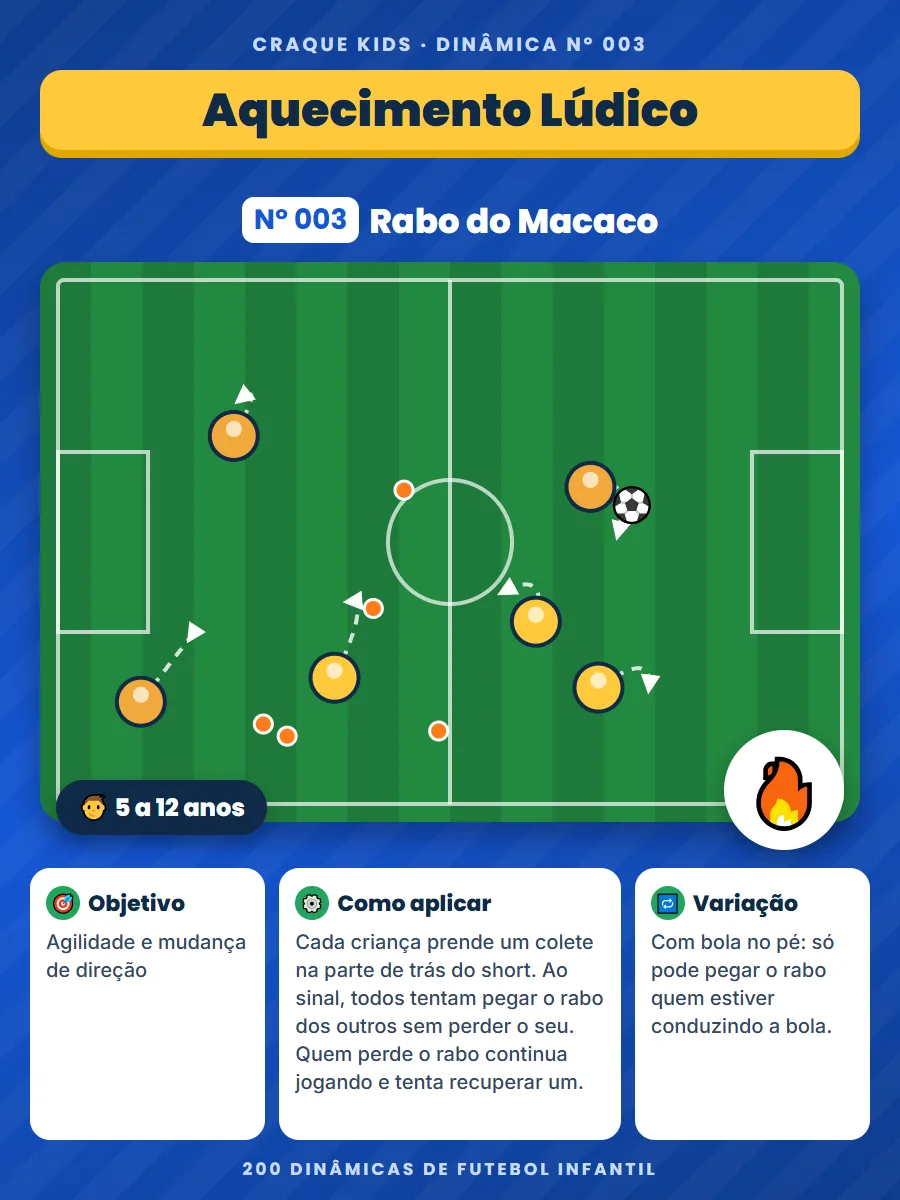 CRAQUE KIDS · DINÂMICA Nº 003
Aquecimento Lúdico
Nº 003 Rabo do Macaco
5 a 12 anos
Objetivo
Agilidade e mudança
de direção
Como aplicar
Cada criança prende um colete
na parte de trás do short. Ao
sinal, todos tentam pegar o rabo
dos outros sem perder o seu.
Quem perde o rabo continua
jogando e tenta recuperar um.
Variação
Com bola no pé: só
pode pegar o rabo
quem estiver
conduzindo a bola.
200 DINÂMICAS DE FUTEBOL INFANTIL